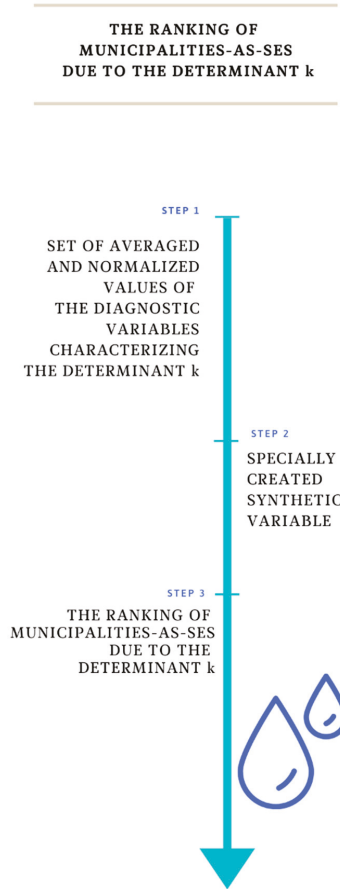 THE RANKING OF
MUNICIPALITIES-AS-SES
DUE TO THE DETERMINANT k
STEP 1
SET OF AVERAGED
AND NORMALIZED
VALUES OF
THE DIAGNOSTIC
VARIABLES
CHARACTERIZING
THE DETERMINANT k
STEP 2
SPECIALLY
CREATED
SYNTHETIC
VARIABLE
STEP 3
THE RANKING OF
MUNICIPALITIES-AS-SES
DUE TO THE
DETERMINANT k